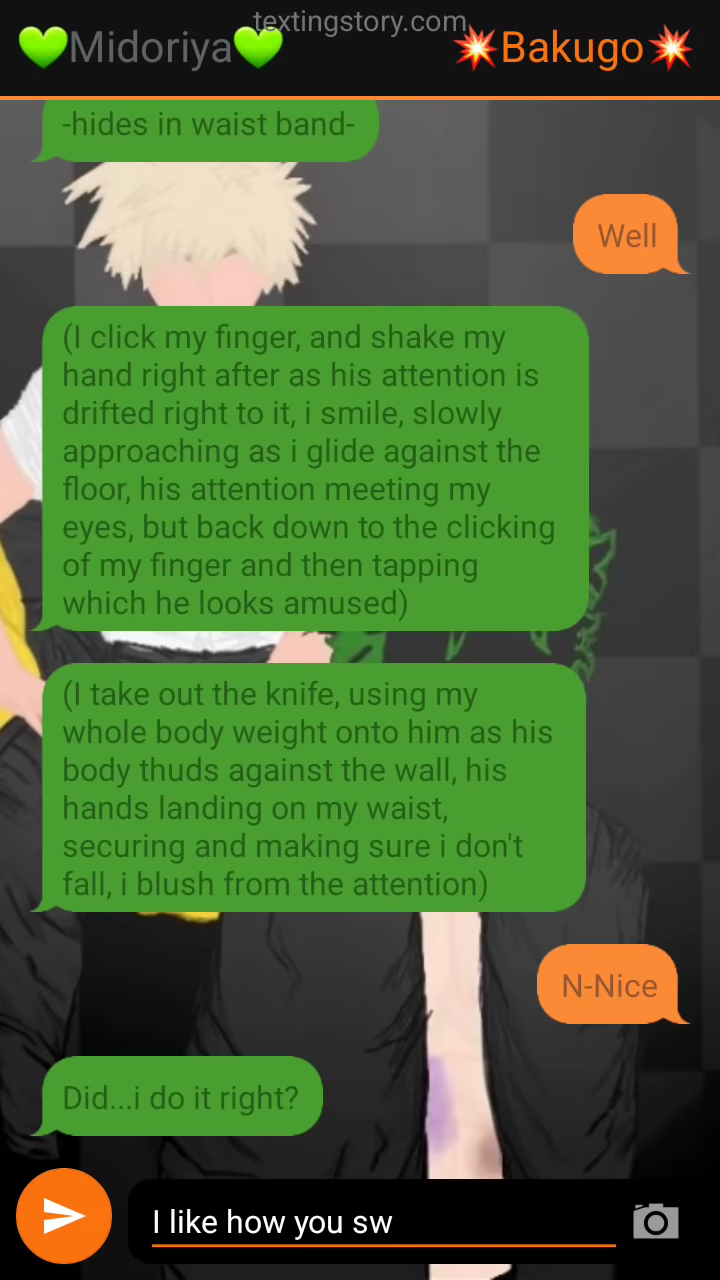 textingstory.com
💚Midoriya💚
💥Bakugo💥
-hides in waist band-
Well
(I click my finger, and shake my
hand right after as his attention is
drifted right to it, i smile, slowly
approaching as i glide against the
floor, his attention meeting my
eyes, but back down to the clicking
of my finger and then tapping
which he looks amused)
(I take out the knife, using my
whole body weight onto him as his
body thuds against the wall, his
hands landing on my waist,
securing and making sure i don't
fall, i blush from the attention)
N-Nice
Did...i do it right?
I like how you sw